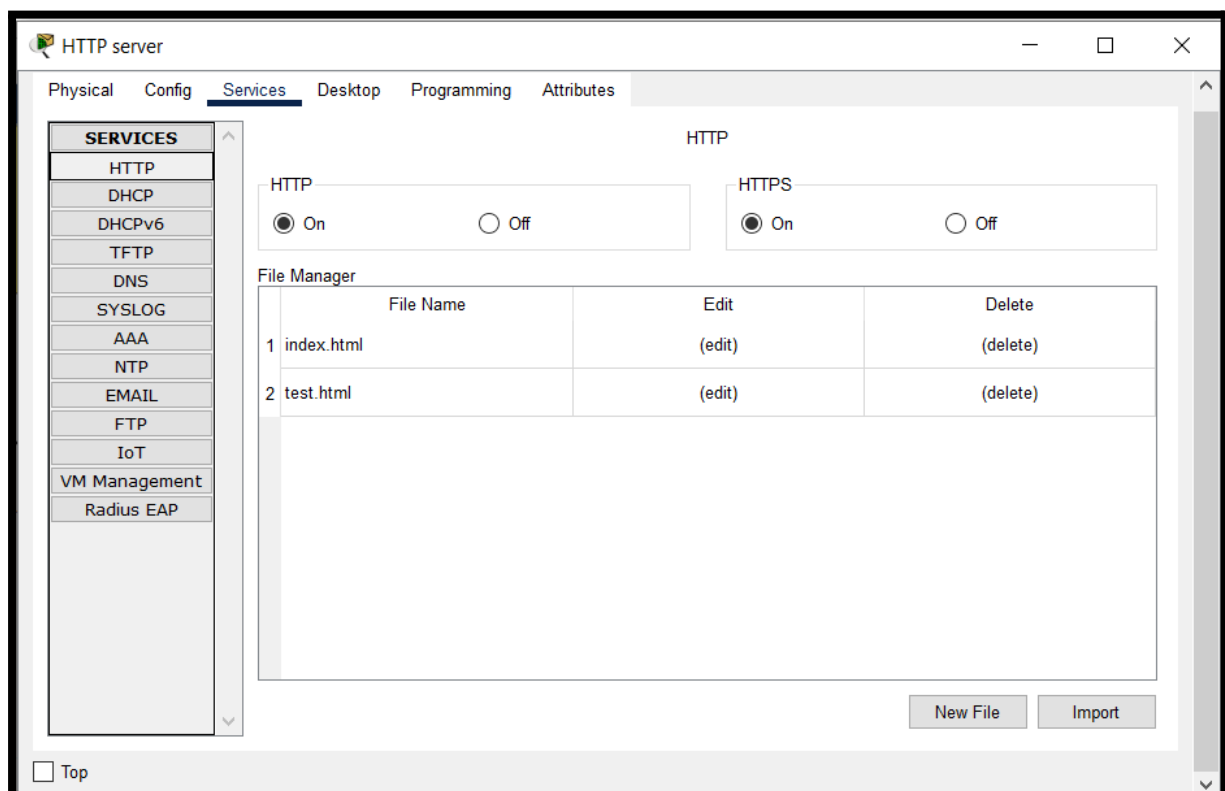 HTTP server
Physical Config Services Desktop Programming Attributes
SERVICES
HTTP
DHCP
DHCPv6
TFTP
DNS
SYSLOG
AAA
NTP
EMAIL
FTP
IoT
VM Management
Radius EAP
HTTP
HTTP
On Off
HTTPS
On Off
File Manager
File Name Edit Delete
1 index.html (edit) (delete)
2 test.html (edit) (delete)
New File Import
Top